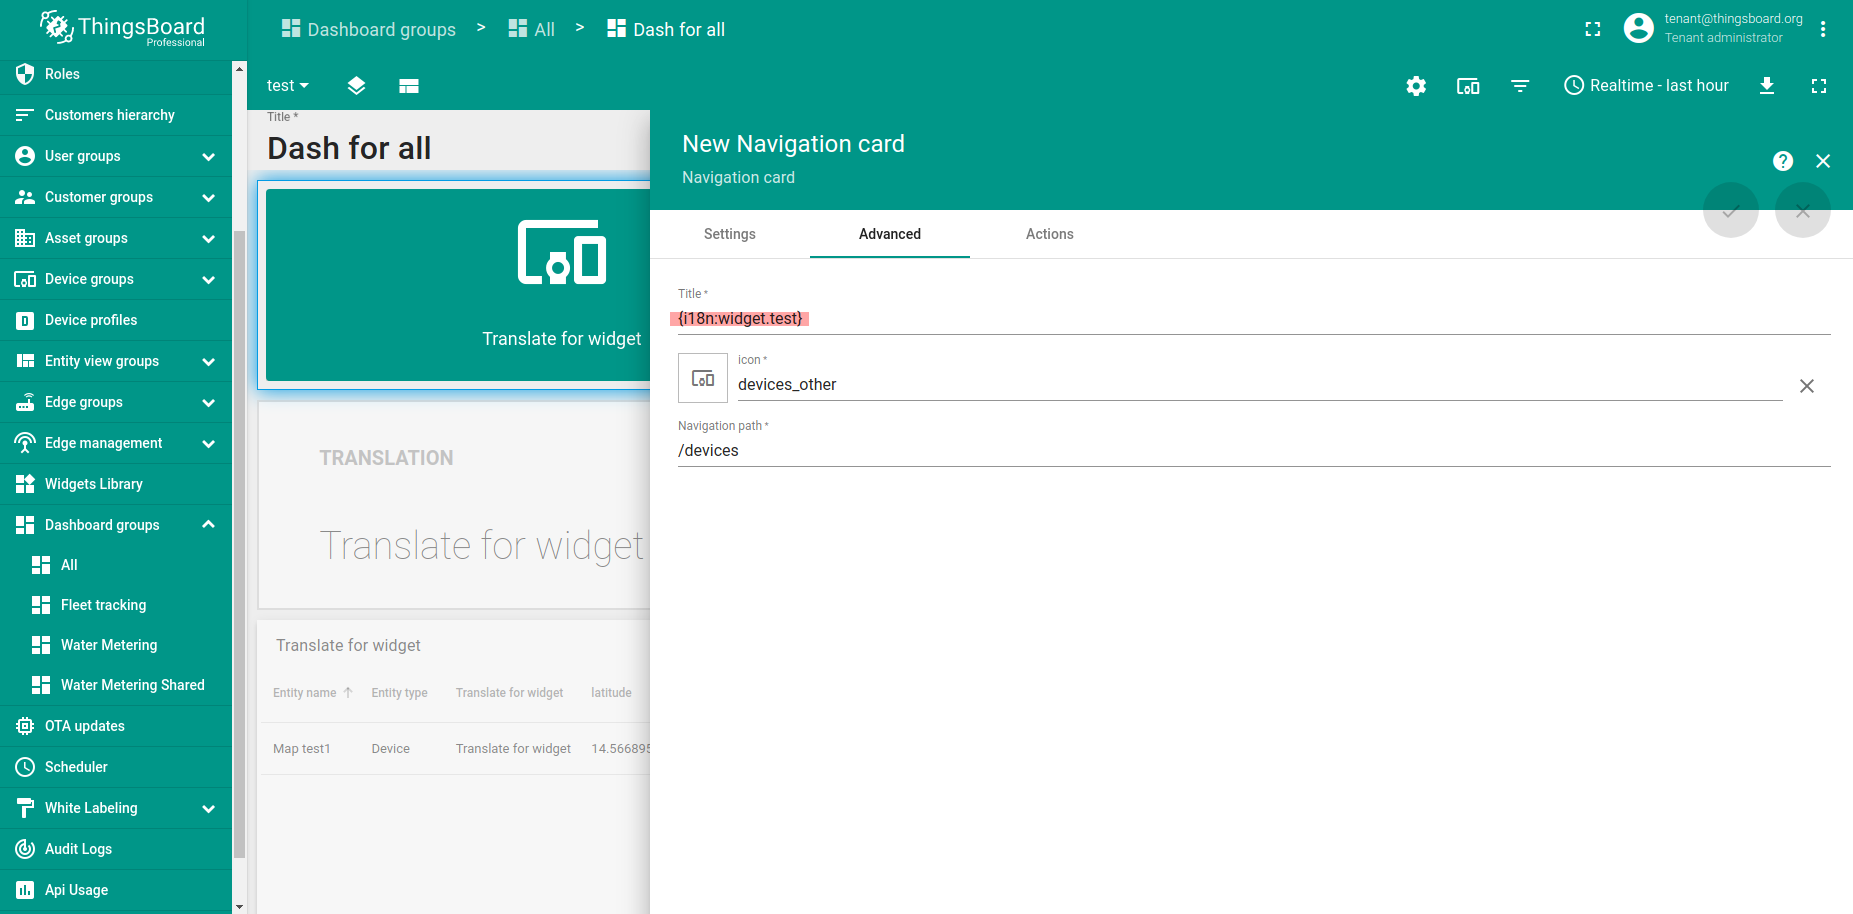 ThingsBoard
Professional
Dashboard groups > All > Dash for all
tenant@thingsboard.org
Tenant administrator
Roles
Customers hierarchy
User groups
Customer groups
Asset groups
Device groups
Device profiles
Entity view groups
Edge groups
Edge management
Widgets Library
Dashboard groups
All
Fleet tracking
Water Metering
Water Metering Shared
OTA updates
Scheduler
White Labeling
Audit Logs
Api Usage
test
Realtime - last hour
Title *
Dash for all
Translate for widget
TRANSLATION
Translate for widget
Translate for widget
Entity name Entity type Translate for widget latitude
Map test1 Device Translate for widget 14.566895
New Navigation card
Navigation card
Settings Advanced Actions
Title *
{i18n:widget.test}
icon *
devices_other
Navigation path *
/devices